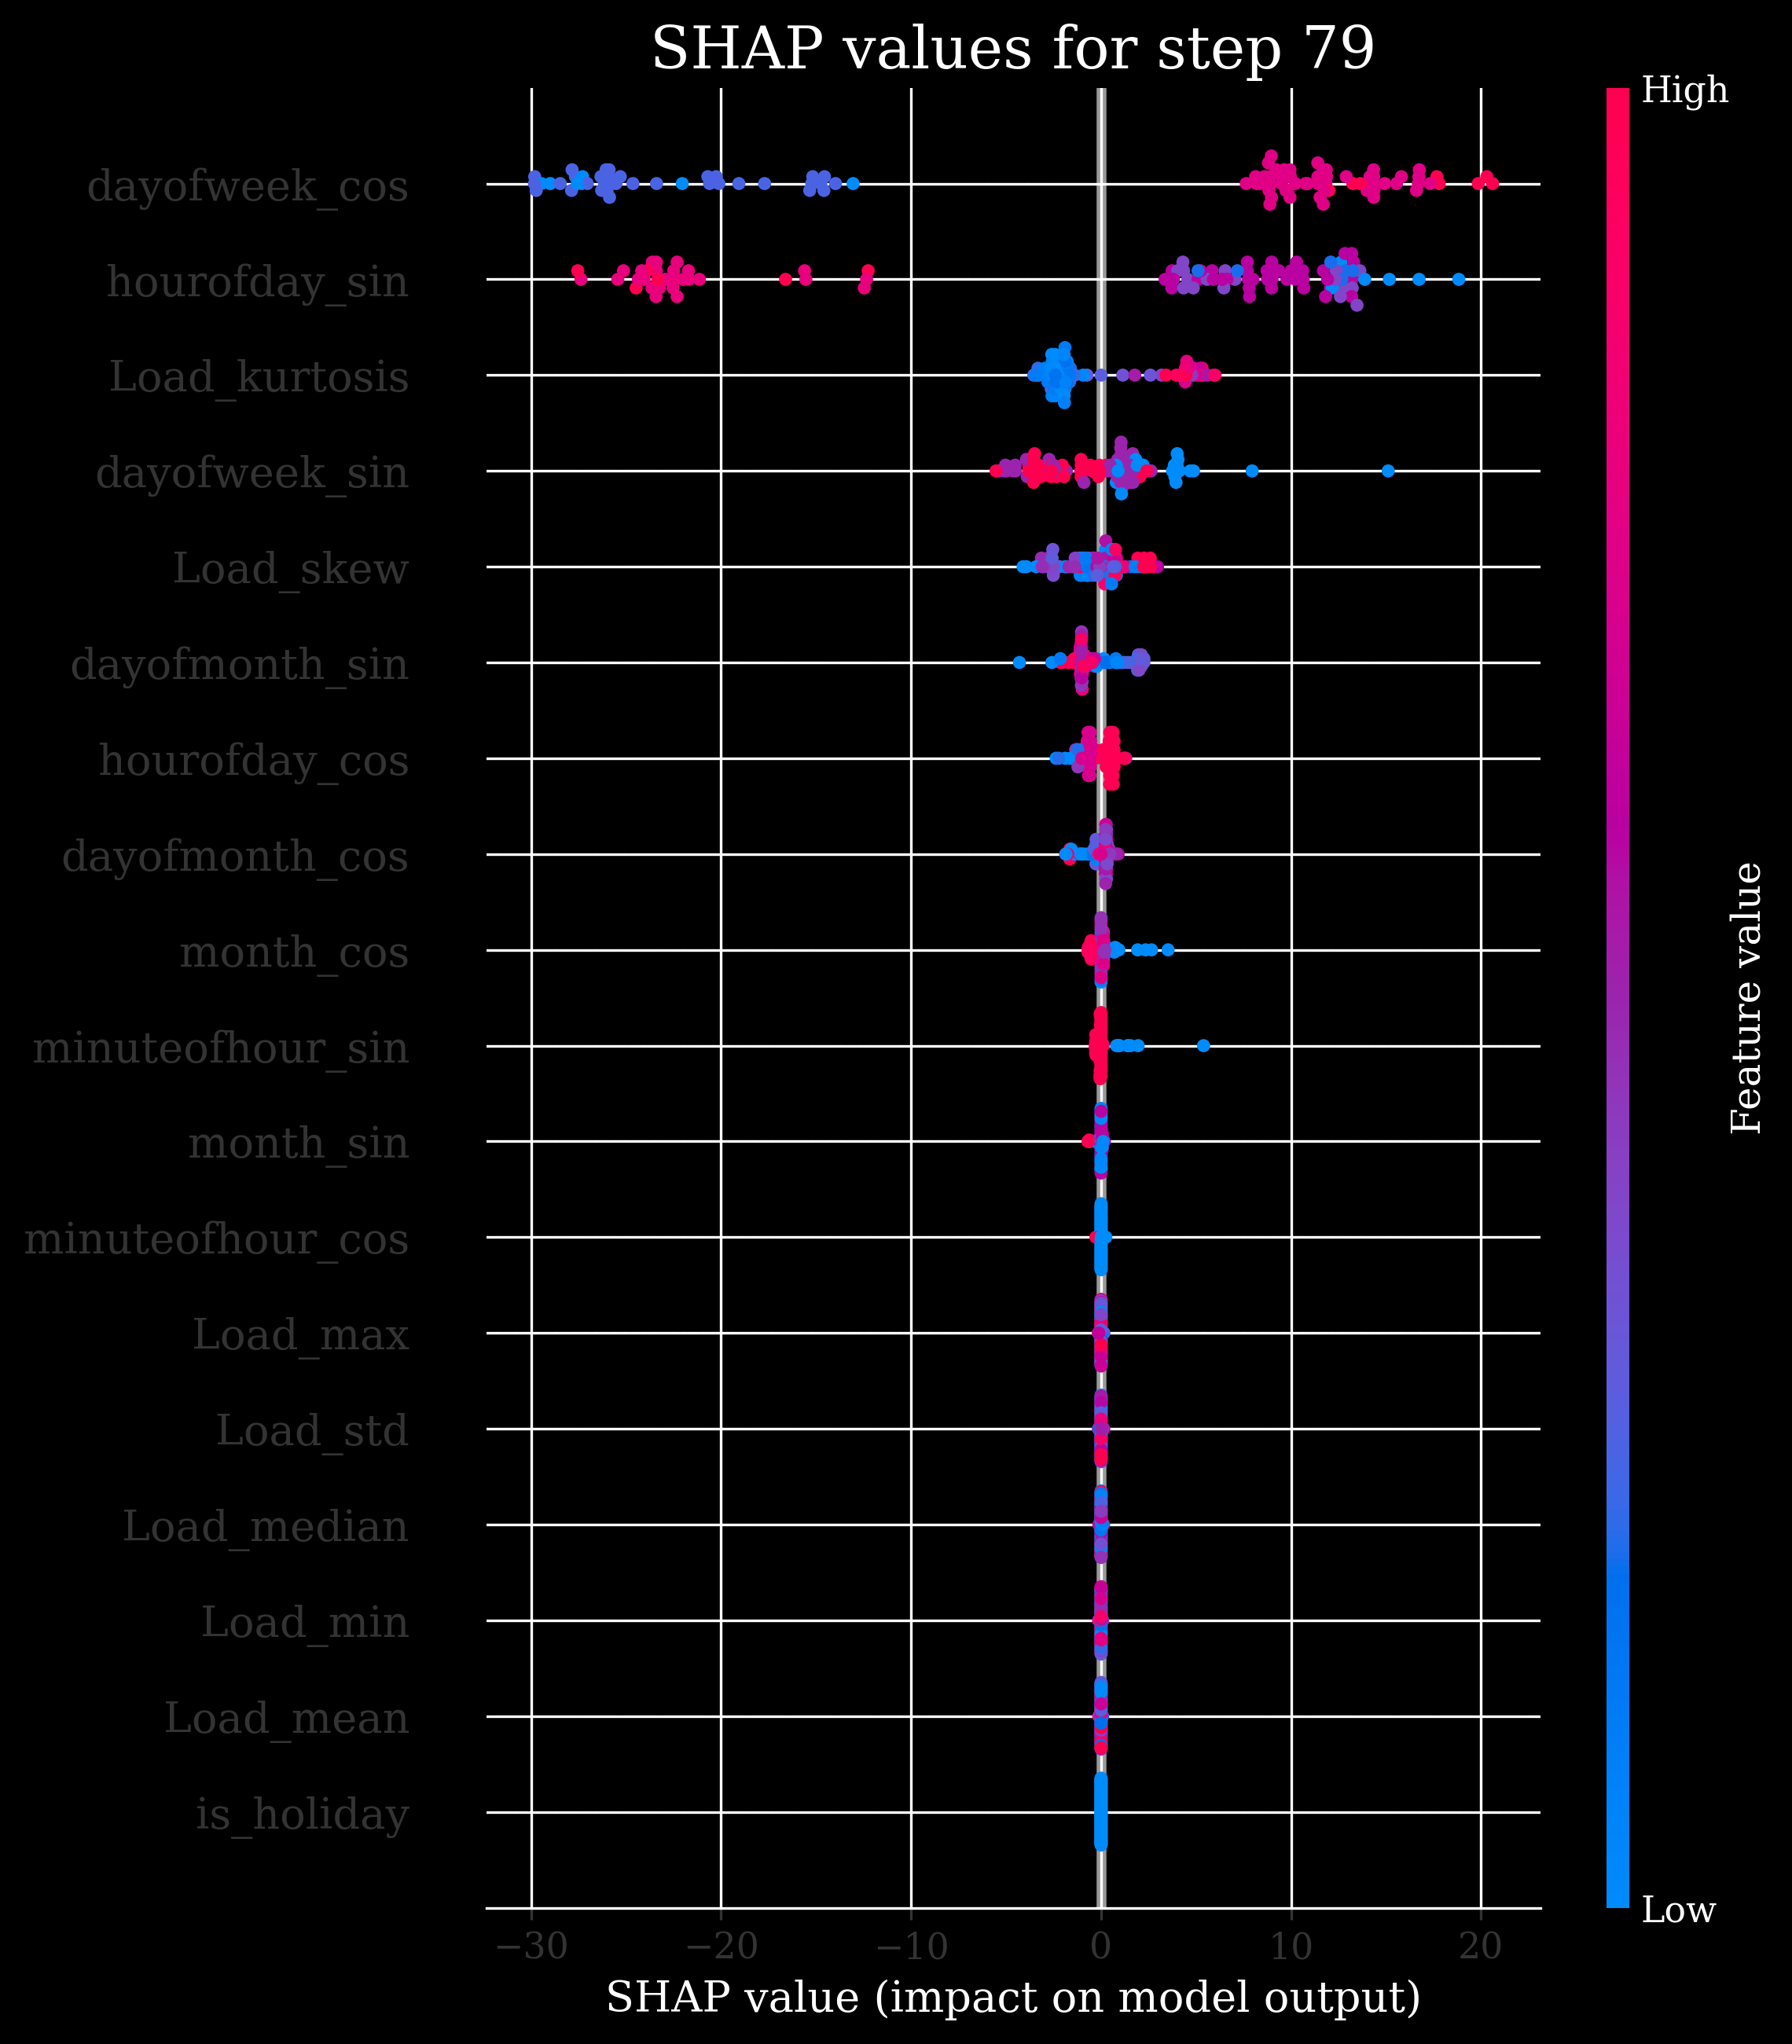 SHAP values for step 79
High
dayofweek_cos
hourofday_sin
Load_kurtosis
dayofweek_sin
Load_skew
dayofmonth_sin
hourofday_cos
dayofmonth_cos
month_cos
minuteofhour_sin
month_sin
minuteofhour_cos
Load_max
Load_std
Load_median
Load_min
Load_mean
is_holiday
Feature value
Low
−30 −20 −10 0 10 20
SHAP value (impact on model output)